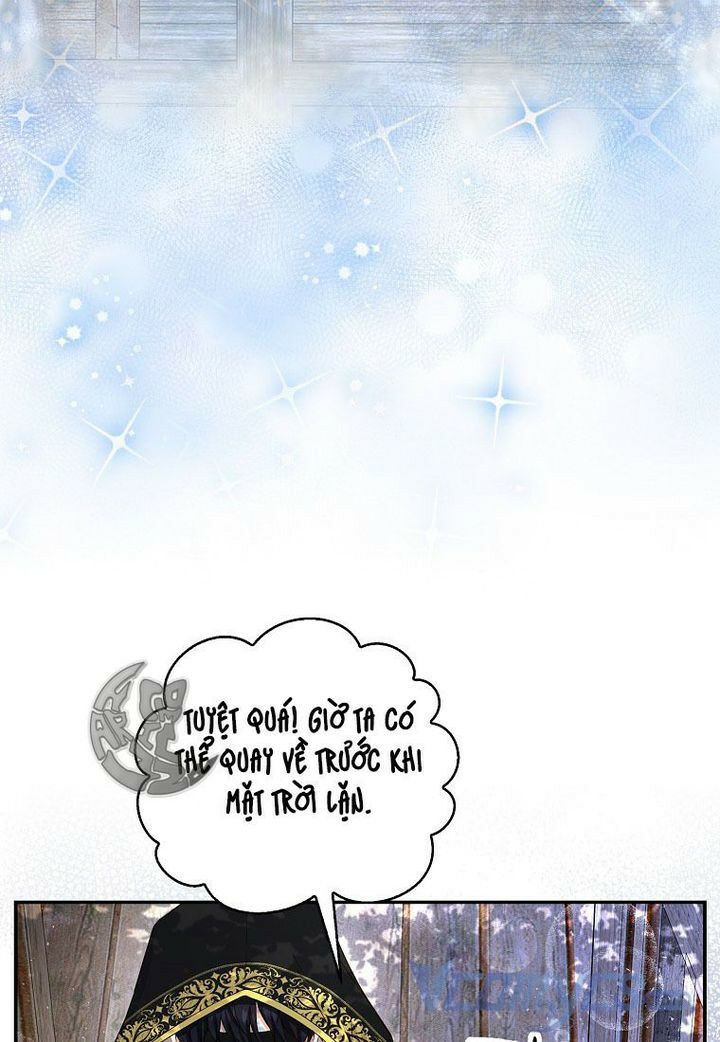 TUYỆT QUÁ! GIỜ TA CÓ
THỂ QUAY VỀ TRƯỚC KHI
MẶT TRỜI LẶN.